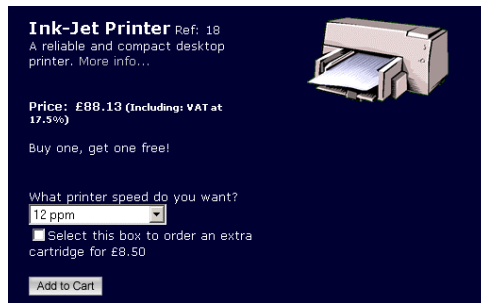 Ink-Jet Printer Ref: 18
A reliable and compact desktop
printer. More info...
Price: £88.13 (Including: VAT at
17.5%)
Buy one, get one free!
What printer speed do you want?
12 ppm
Select this box to order an extra
cartridge for £8.50
Add to Cart